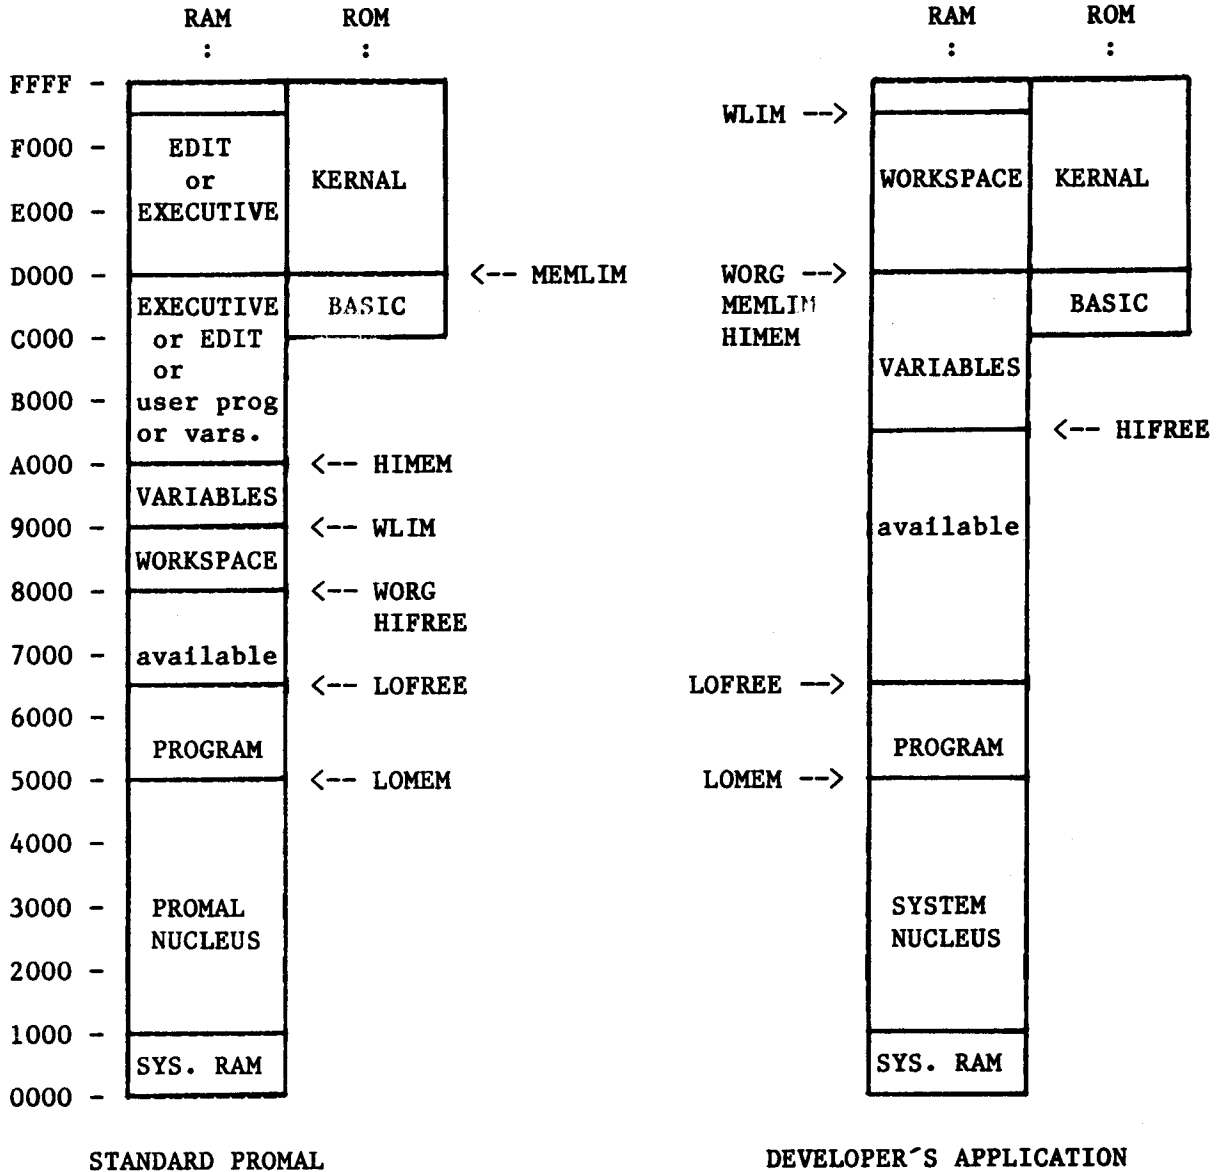 RAM ROM RAM ROM
: : : :
FFFF -
WLIM -->
F000 - EDIT
or KERNAL WORKSPACE KERNAL
E000 - EXECUTIVE
D000 - <-- MEMLIM WORG -->
EXECUTIVE BASIC MEMLIM BASIC
C000 - or EDIT HIMEM
or VARIABLES
B000 - user prog
or vars. <-- HIFREE
A000 - <-- HIMEM
VARIABLES
9000 - <-- WLIM available
WORKSPACE
8000 - <-- WORG
HIFREE
7000 - available
<-- LOFREE LOFREE -->
6000 -
PROGRAM PROGRAM
5000 - <-- LOMEM LOMEM -->
4000 -
3000 - PROMAL SYSTEM
NUCLEUS NUCLEUS
2000 -
1000 -
SYS. RAM SYS. RAM
0000 -
STANDARD PROMAL DEVELOPER´S APPLICATION